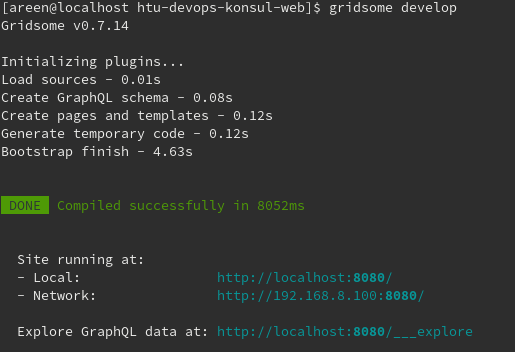 [areen@localhost htu-devops-konsul-web]$ gridsome develop
Gridsome v0.7.14
Initializing plugins...
Load sources - 0.01s
Create GraphQL schema - 0.08s
Create pages and templates - 0.12s
Generate temporary code - 0.12s
Bootstrap finish - 4.63s
DONE Compiled successfully in 8052ms
Site running at:
- Local: http://localhost:8080/
- Network: http://192.168.8.100:8080/
Explore GraphQL data at: http://localhost:8080/___explore